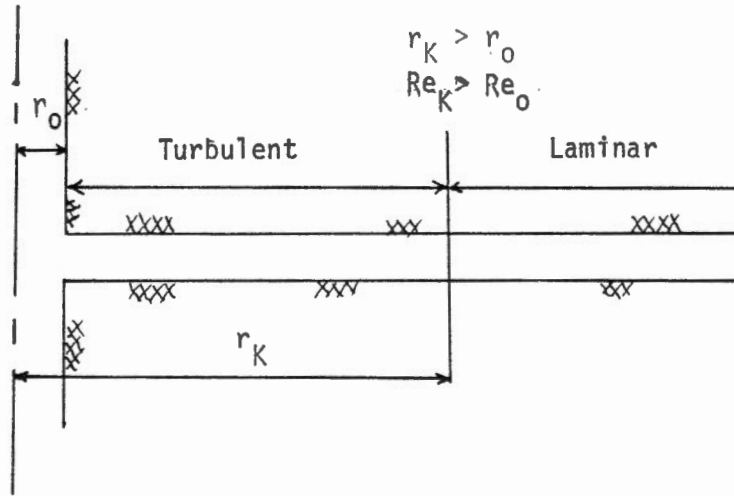 r_K > r_o
Re_K > Re_o
r_o
Turbulent Laminar
r_K